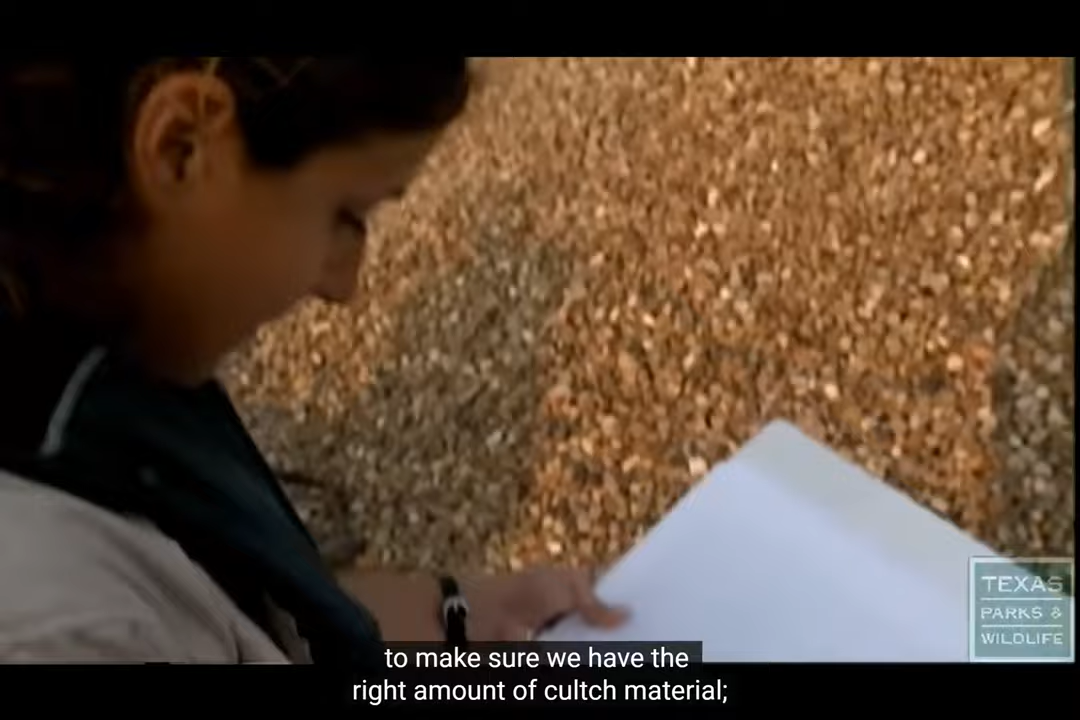 TEXAS
PARKS &
WILDLIFE
to make sure we have the
right amount of cultch material;